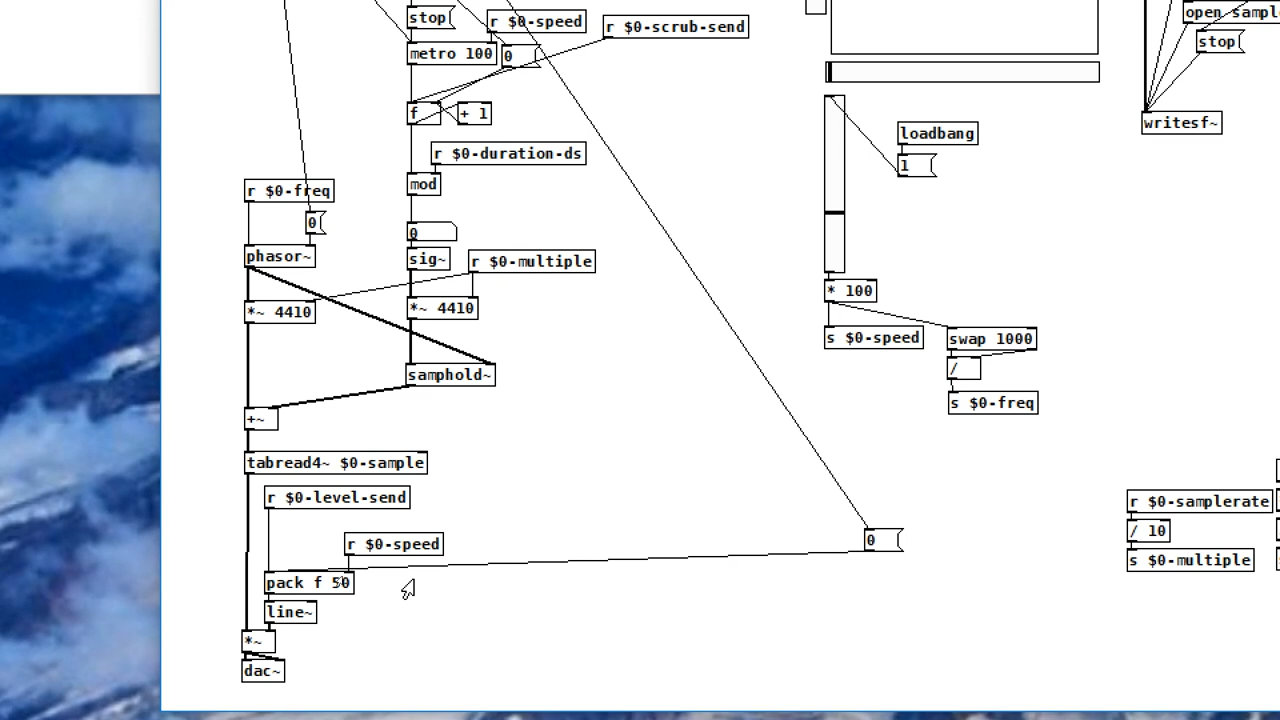 stop
r $0-speed
r $0-scrub-send
metro 100
0
f
+ 1
r $0-duration-ds
mod
r $0-freq
0
0
phasor~
sig~
r $0-multiple
*~ 4410
*~ 4410
samphold~
+~
tabread4~ $0-sample
r $0-level-send
r $0-speed
pack f 50
line~
*~
dac~
loadbang
1
* 100
s $0-speed
swap 1000
/
s $0-freq
0
open
stop
writesf~
r $0-samplerate
/ 10
s $0-multiple